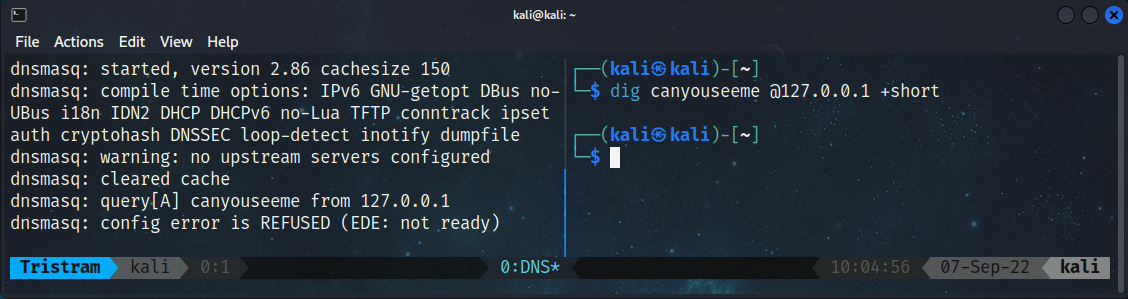 kali@kali: ~
File Actions Edit View Help
dnsmasq: started, version 2.86 cachesize 150
dnsmasq: compile time options: IPv6 GNU-getopt DBus no-
UBus i18n IDN2 DHCP DHCPv6 no-Lua TFTP conntrack ipset
auth cryptohash DNSSEC loop-detect inotify dumpfile
dnsmasq: warning: no upstream servers configured
dnsmasq: cleared cache
dnsmasq: query[A] canyouseeme from 127.0.0.1
dnsmasq: config error is REFUSED (EDE: not ready)
┌──(kali㉿kali)-[~]
└─$ dig canyouseeme @127.0.0.1 +short
┌──(kali㉿kali)-[~]
└─$
Tristram kali 0:1 0:DNS* 10:04:56 07-Sep-22 kali